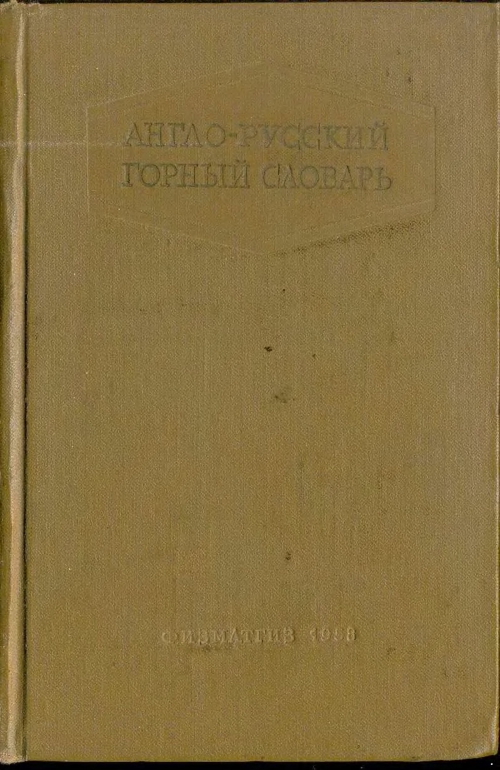 АНГЛО-РУССКИЙ
ГОРНЫЙ СЛОВАРЬ
ФИЗМАТГИЗ 1958